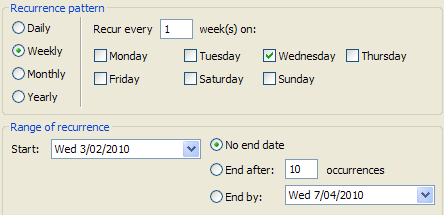 Recurrence pattern
Daily
Weekly
Monthly
Yearly
Recur every 1 week(s) on:
Monday Tuesday Wednesday Thursday
Friday Saturday Sunday
Range of recurrence
Start: Wed 3/02/2010
No end date
End after: 10 occurrences
End by: Wed 7/04/2010